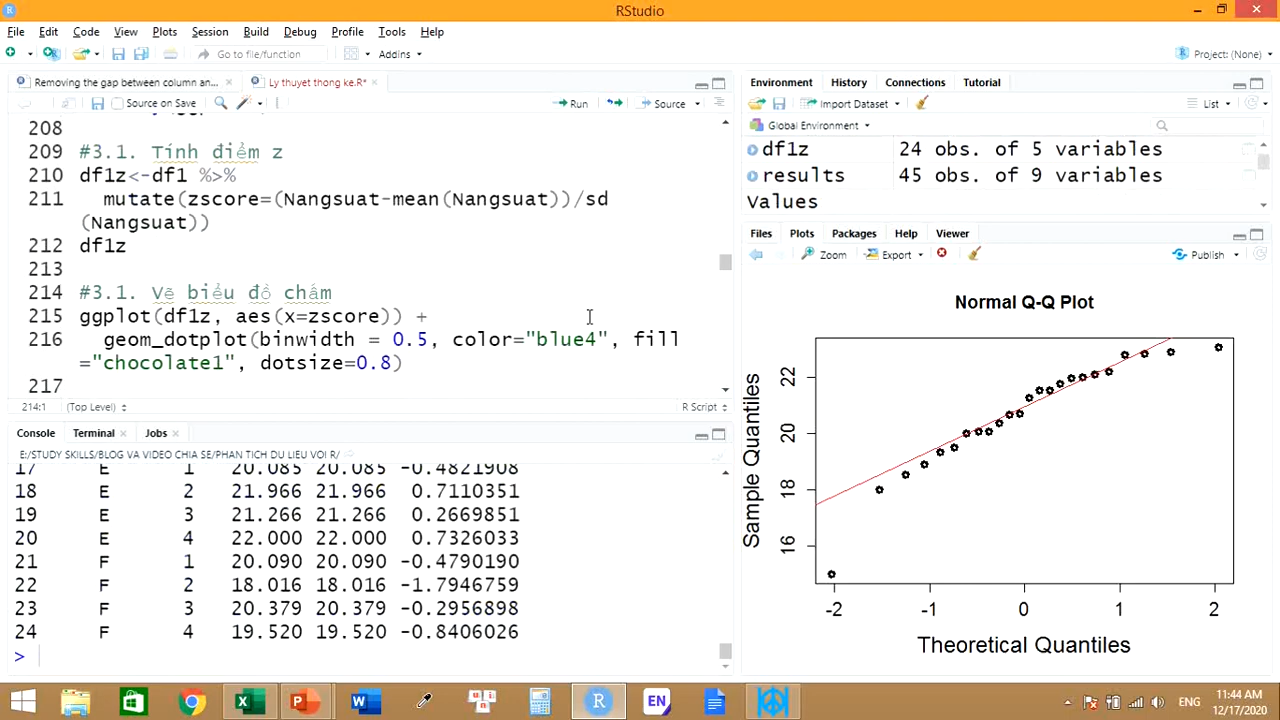 RStudio
File Edit Code View Plots Session Build Debug Profile Tools Help
Go to file/function Addins Project: (None)
Removing the gap between column an... Ly thuyet thong ke.R*
Source on Save Run Source
208
209 #3.1. Tính điểm z
210 df1z<-df1 %>%
211 mutate(zscore=(Nangsuat-mean(Nangsuat))/sd
(Nangsuat))
212 df1z
213
214 #3.1. Vẽ biểu đồ chấm
215 ggplot(df1z, aes(x=zscore)) +
216 geom_dotplot(binwidth = 0.5, color="blue4", fill
="chocolate1", dotsize=0.8)
217
214:1 (Top Level) R Script
Console Terminal Jobs
E:/STUDY SKILLS/BLOG VA VIDEO CHIA SE/PHAN TICH DU LIEU VOI R/
17 E 1 20.085 20.085 -0.4821908
18 E 2 21.966 21.966 0.7110351
19 E 3 21.266 21.266 0.2669851
20 E 4 22.000 22.000 0.7326033
21 F 1 20.090 20.090 -0.4790190
22 F 2 18.016 18.016 -1.7946759
23 F 3 20.379 20.379 -0.2956898
24 F 4 19.520 19.520 -0.8406026
>
Environment History Connections Tutorial
Import Dataset List
Global Environment
df1z 24 obs. of 5 variables
results 45 obs. of 9 variables
Values
Files Plots Packages Help Viewer
Zoom Export Publish
Normal Q-Q Plot
Sample Quantiles
22
20
18
16
-2 -1 0 1 2
Theoretical Quantiles
EN ENG 11:44 AM
12/17/2020